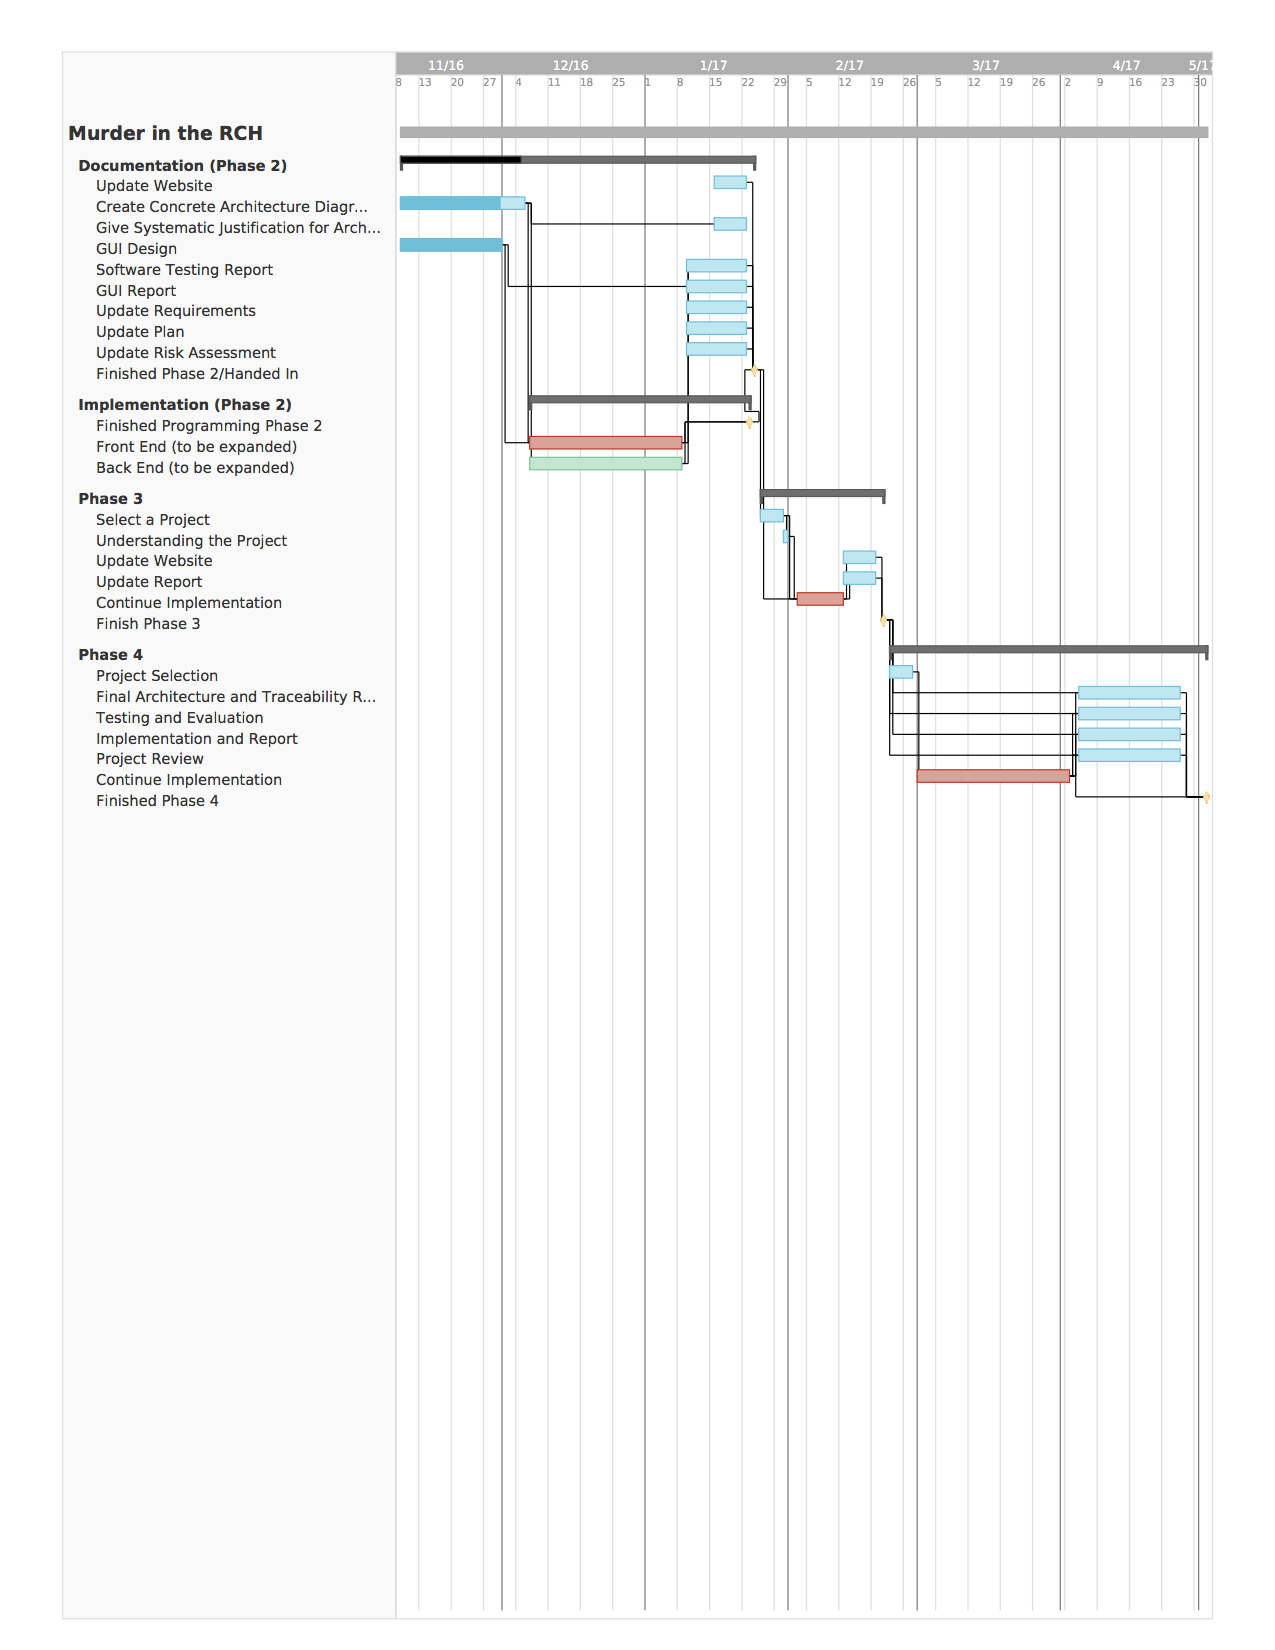 11/16 12/16 1/17 2/17 3/17 4/17 5/17
8 13 20 27 4 11 18 25 1 8 15 22 29 5 12 19 26 5 12 19 26 2 9 16 23 30
Murder in the RCH
Documentation (Phase 2)
Update Website
Create Concrete Architecture Diagr...
Give Systematic Justification for Arch...
GUI Design
Software Testing Report
GUI Report
Update Requirements
Update Plan
Update Risk Assessment
Finished Phase 2/Handed In
Implementation (Phase 2)
Finished Programming Phase 2
Front End (to be expanded)
Back End (to be expanded)
Phase 3
Select a Project
Understanding the Project
Update Website
Update Report
Continue Implementation
Finish Phase 3
Phase 4
Project Selection
Final Architecture and Traceability R...
Testing and Evaluation
Implementation and Report
Project Review
Continue Implementation
Finished Phase 4